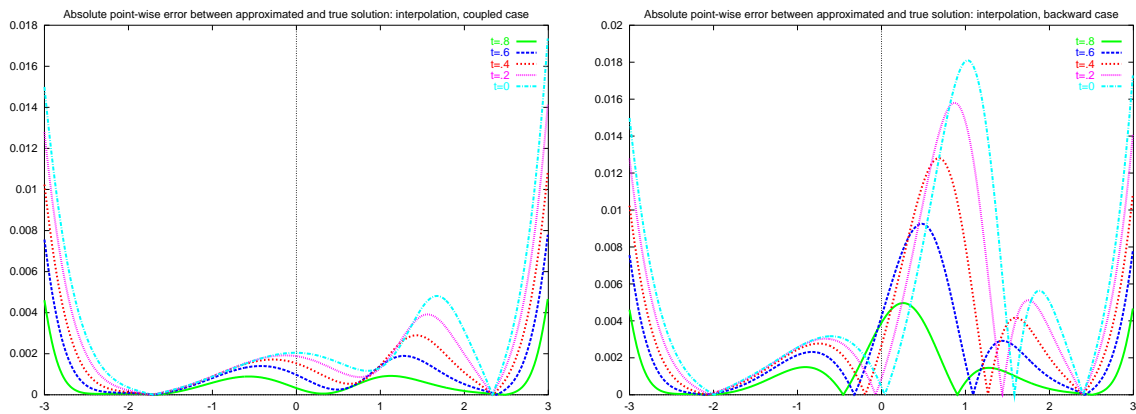 Absolute point-wise error between approximated and true solution: interpolation, coupled case
0.018
0.016
0.014
0.012
0.01
0.008
0.006
0.004
0.002
0
-3
-2
-1
0
1
2
3
t=.8
t=.6
t=.4
t=.2
t=0
Absolute point-wise error between approximated and true solution: interpolation, backward case
0.02
0.018
0.016
0.014
0.012
0.01
0.008
0.006
0.004
0.002
0
-3
-2
-1
0
1
2
3
t=.8
t=.6
t=.4
t=.2
t=0